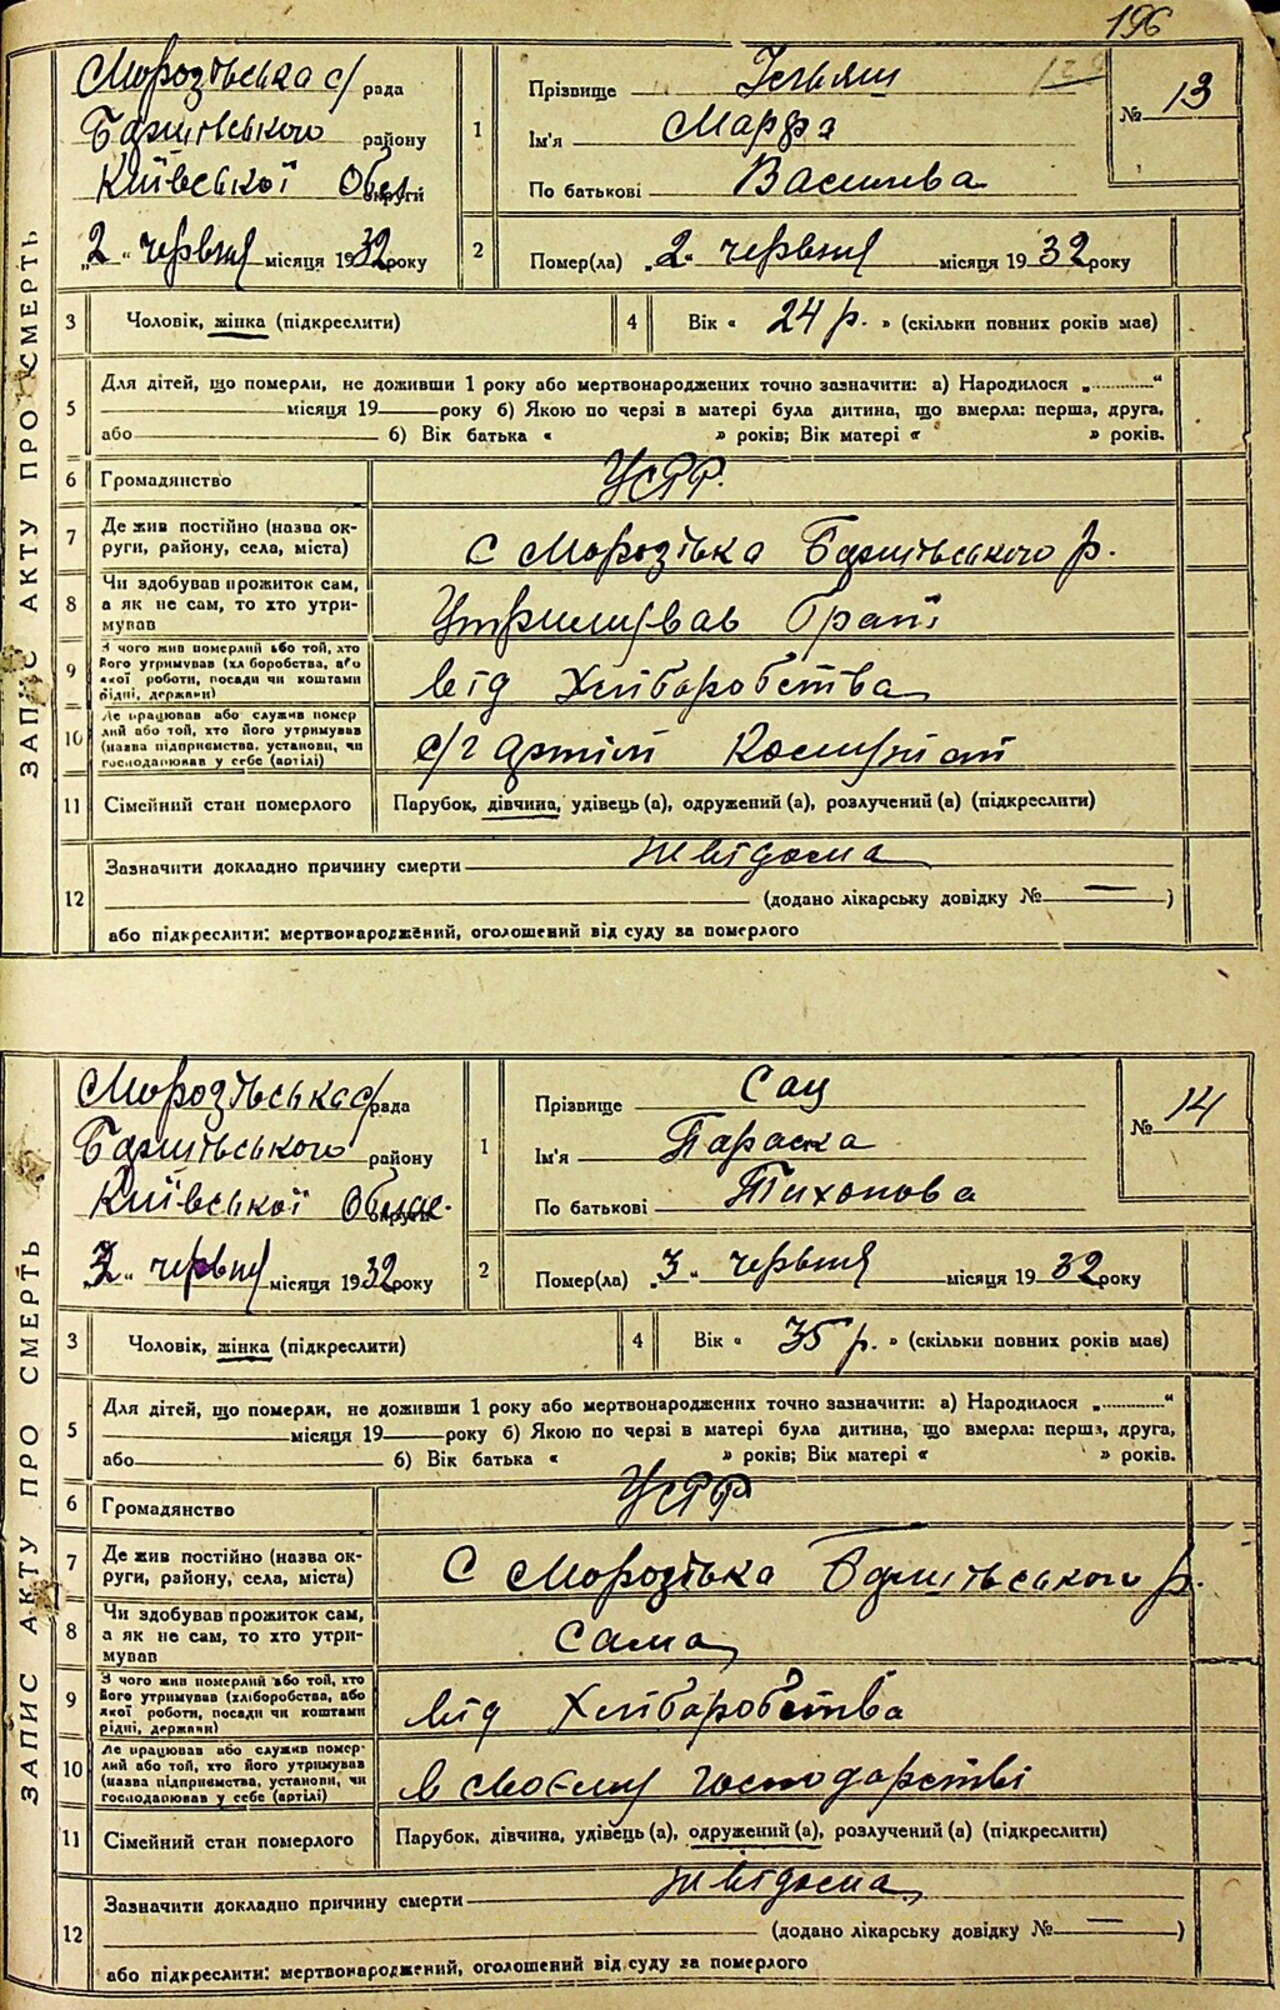 196
ЗАПИС АКТУ ПРО СМЕРТЬ
Морозівська с/рада
Баришівського району
Київської Обл. округи
„2“ червня місяця 1932 року
1
Прізвище
Ім'я Марфа
По батькові Василева
№ 13
2
Помер(ла) „2“ червня місяця 1932 року
3 Чоловік, жінка (підкреслити)
4 Вік « 24 р. » (скільки повних років має)
5
Для дітей, що померли, не доживши 1 року або мертвонароджених точно зазначити: а) Народилося „ “
місяця 19 року б) Якою по черзі в матері була дитина, що вмерла: перша, друга,
або б) Вік батька « » років; Вік матері « » років.
6 Громадянство УСРР.
7
Де жив постійно (назва округи, району, села, міста)
с Морозівка Баришівського р.
8
Чи здобував прожиток сам,
а як не сам, то хто утримував
Утримував брат
9
З чого жив померлий або той, хто
його утримував (хліборобства, або
якої роботи, посади чи коштами
рідні, держави)
від Хліборобства
10
Де працював або служив померлий або той, хто його утримував
(назва підприємства, установи, чи
господарював у себе (артілі)
с/г артіл
11 Сімейний стан померлого Парубок, дівчина, удівець (а), одружений (а), розлучений (а) (підкреслити)
12
Зазначити докладно причину смерти невідома
(додано лікарську довідку № — )
або підкреслити: мертвонароджений, оголошений від суду за померлого
ЗАПИС АКТУ ПРО СМЕРТЬ
Морозівська с/рада
Баришівського району
Київської Облас. округи
„3“ червня місяця 1932 року
1
Прізвище Сац
Ім'я Параска
По батькові Тихонова
№ 14
2
Помер(ла) „3“ червня місяця 1932 року
3 Чоловік, жінка (підкреслити)
4 Вік « 35 р. » (скільки повних років має)
5
Для дітей, що померли, не доживши 1 року або мертвонароджених точно зазначити: а) Народилося „ “
місяця 19 року б) Якою по черзі в матері була дитина, що вмерла: перша, друга,
або б) Вік батька « » років; Вік матері « » років.
6 Громадянство УСРР
7
Де жив постійно (назва округи, району, села, міста)
С Морозівка Баришівського р.
8
Чи здобував прожиток сам,
а як не сам, то хто утримував
сама
9
З чого жив померлий або той, хто
його утримував (хліборобства, або
якої роботи, посади чи коштами
рідні, держави)
від Хліборобства
10
Де працював або служив померлий або той, хто його утримував
(назва підприємства, установи, чи
господарював у себе (артілі)
в своєму господарстві
11 Сімейний стан померлого Парубок, дівчина, удівець (а), одружений (а), розлучений (а) (підкреслити)
12
Зазначити докладно причину смерти невідома
(додано лікарську довідку № — )
або підкреслити: мертвонароджений, оголошений від суду за померлого